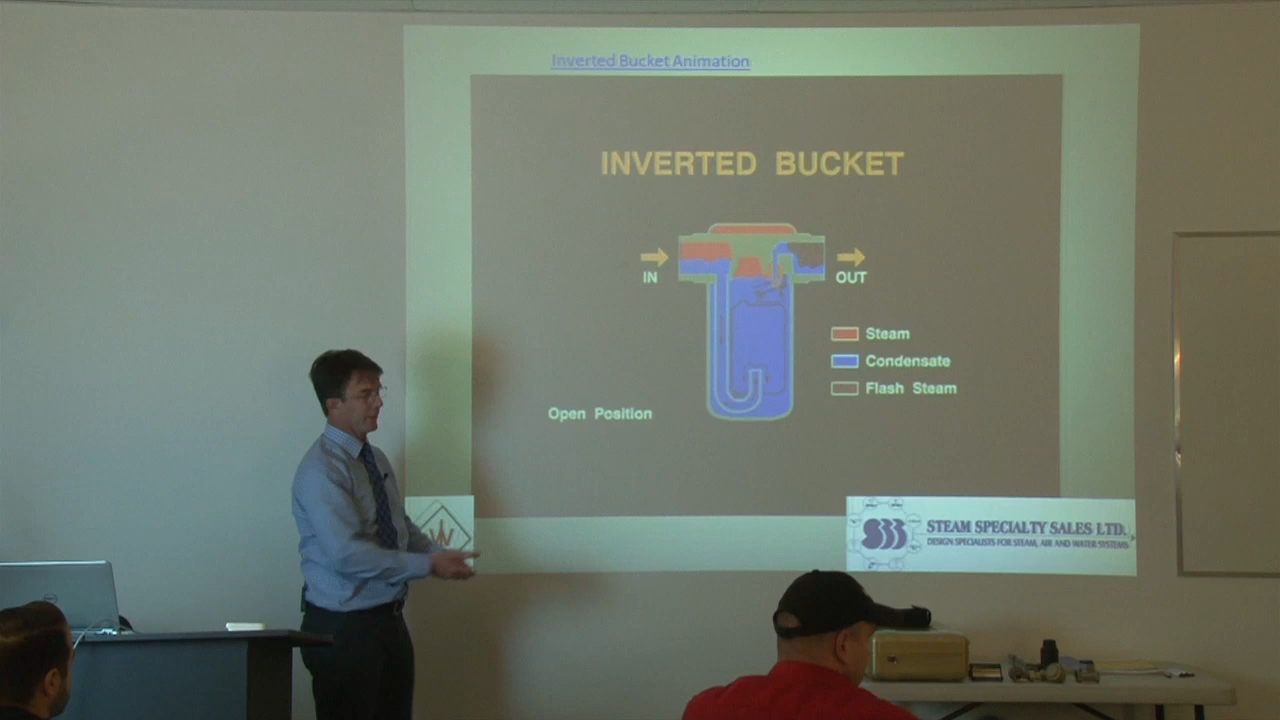 Inverted Bucket Animation
INVERTED BUCKET
IN
OUT
Steam
Condensate
Flash Steam
Open Position
STEAM SPECIALTY SALES LTD.
DESIGN SPECIALISTS FOR STEAM, AIR AND WATER SYSTEMS